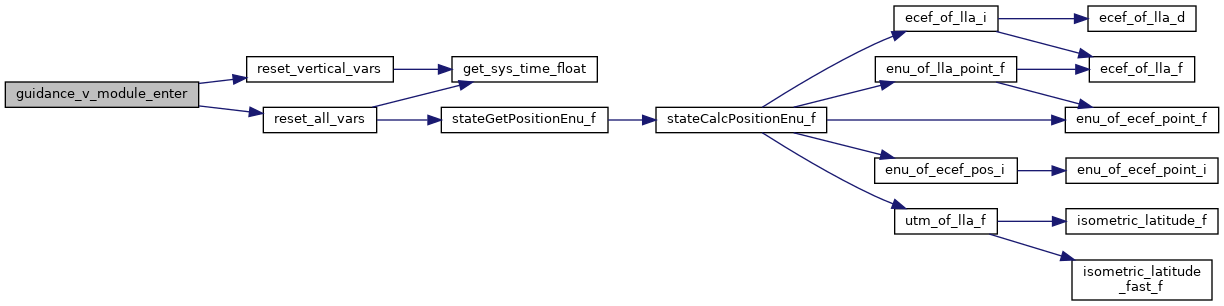 guidance_v_module_enter
reset_vertical_vars
reset_all_vars
get_sys_time_float
stateGetPositionEnu_f
stateCalcPositionEnu_f
ecef_of_lla_i
enu_of_lla_point_f
enu_of_ecef_pos_i
utm_of_lla_f
ecef_of_lla_d
ecef_of_lla_f
enu_of_ecef_point_f
enu_of_ecef_point_i
isometric_latitude_f
isometric_latitude
_fast_f